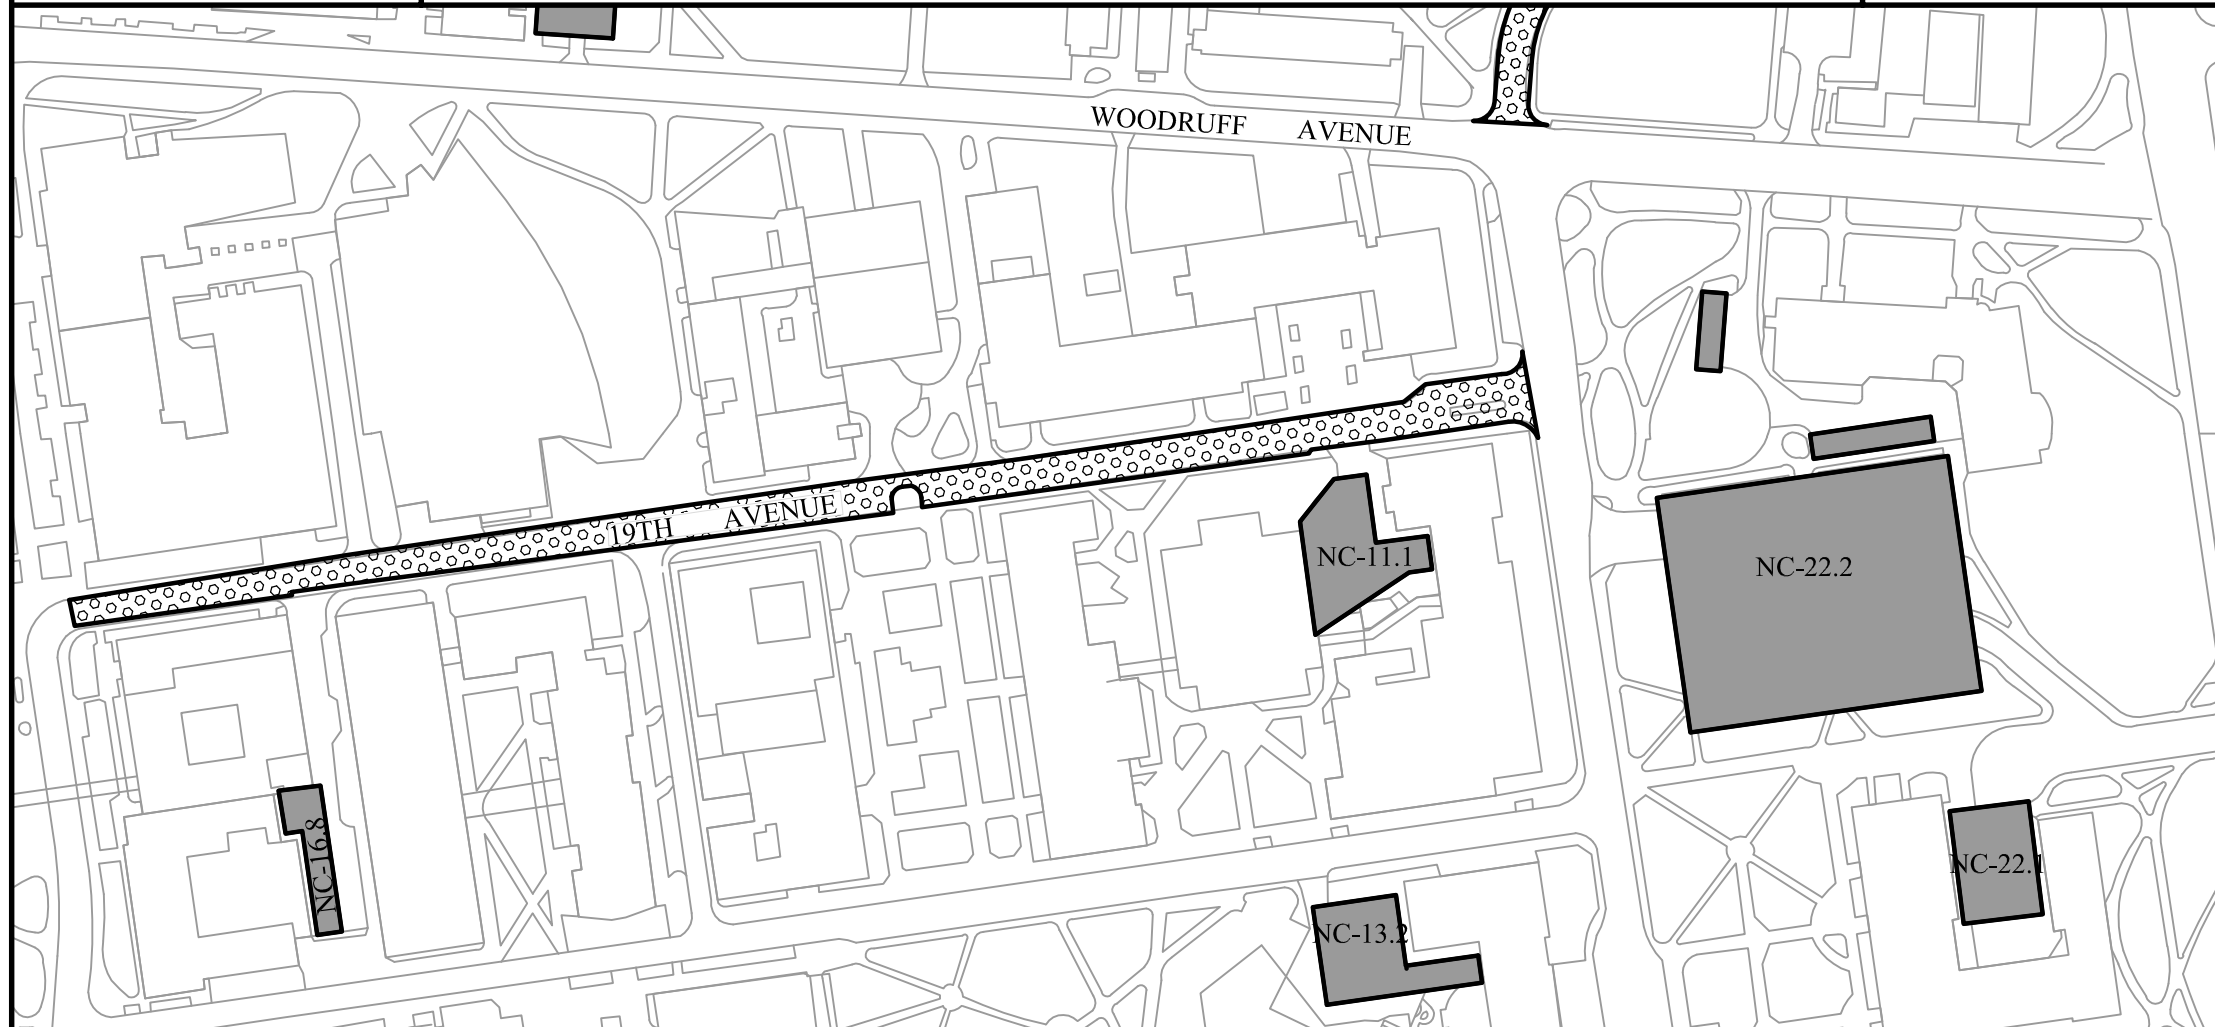 WOODRUFF AVENUE
19TH AVENUE
NC-11.1
NC-22.2
NC-16.8
NC-22.1
NC-13.2